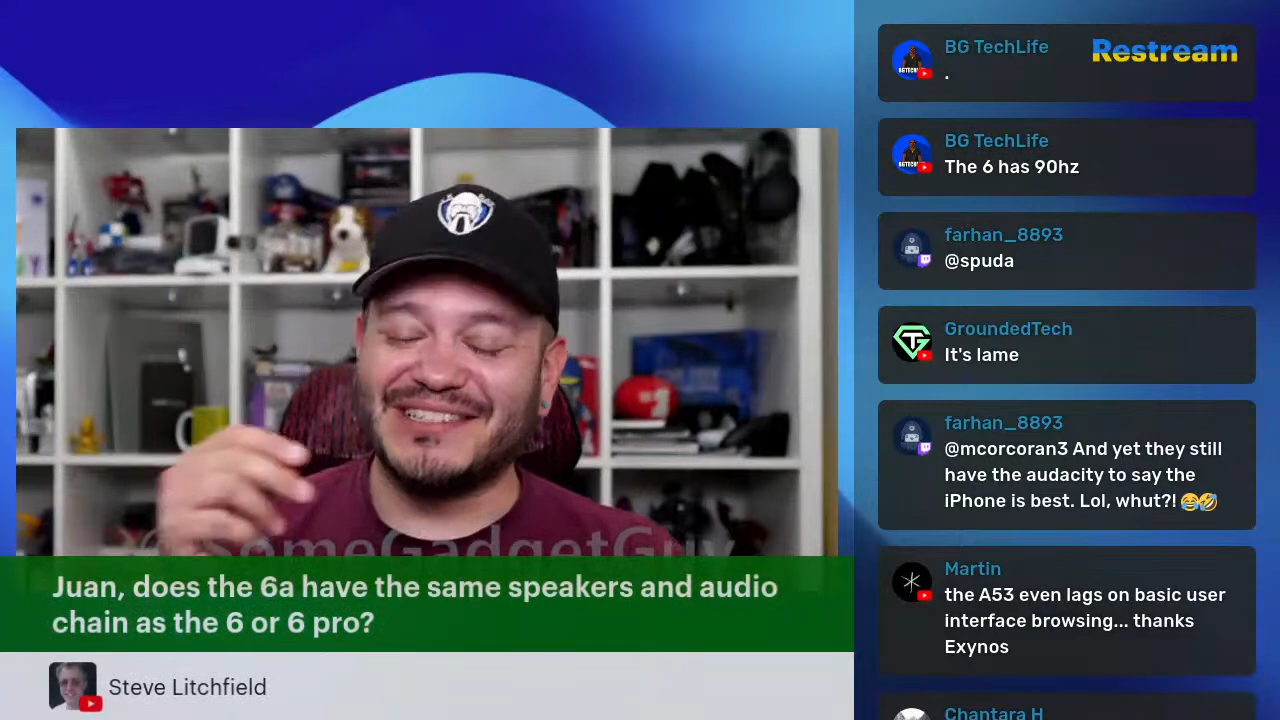 @SomeGadgetGuy
Juan, does the 6a have the same speakers and audio
chain as the 6 or 6 pro?
Steve Litchfield
Restream
BG TechLife
.
BG TechLife
The 6 has 90hz
farhan_8893
@spuda
GroundedTech
It's lame
farhan_8893
@mcorcoran3 And yet they still
have the audacity to say the
iPhone is best. Lol, whut?! 😂🤣
Martin
the A53 even lags on basic user
interface browsing... thanks
Exynos
Chantara H